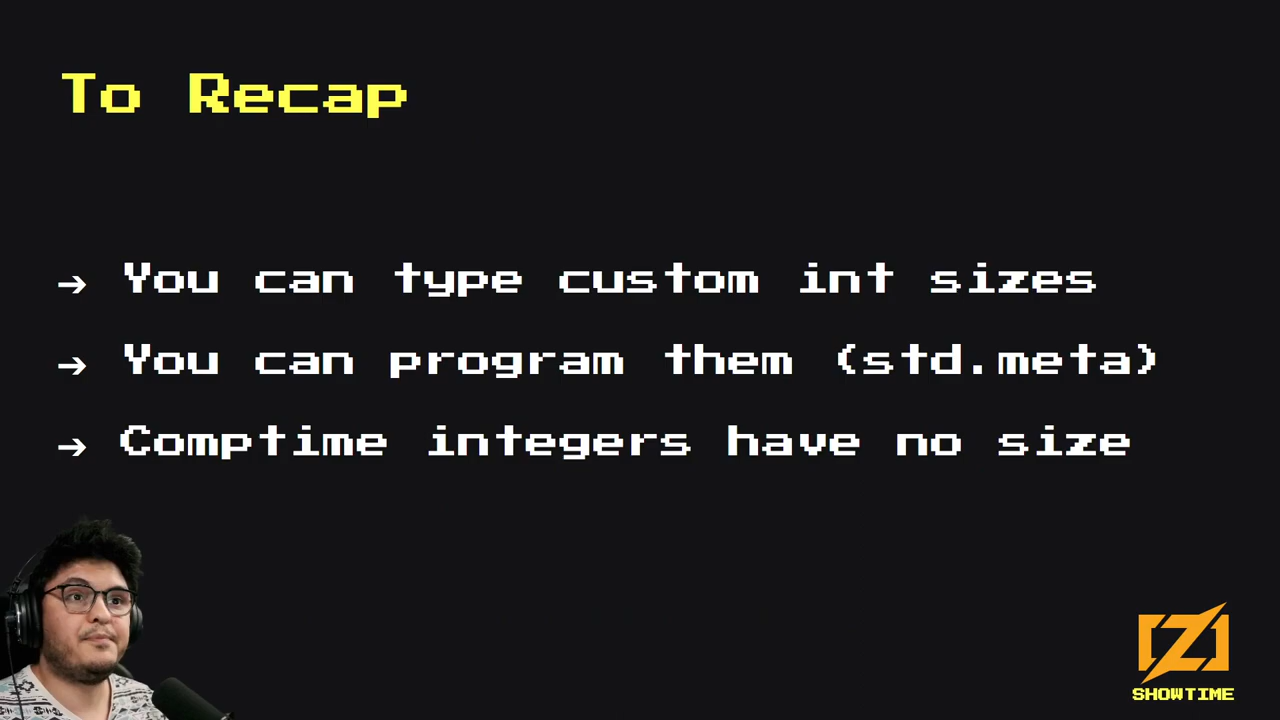 To Recap
→ You can type custom int sizes
→ You can program them (std.meta)
→ Comptime integers have no size
SHOWTIME